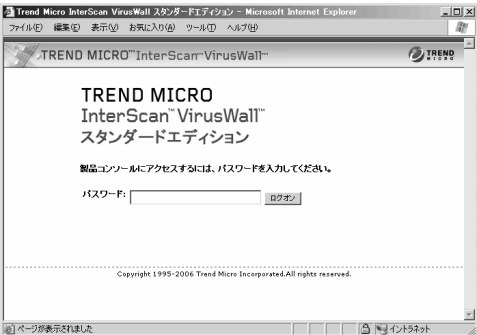 Trend Micro InterScan VirusWall スタンダードエディション - Microsoft Internet Explorer
ファイル(F) 編集(E) 表示(V) お気に入り(A) ツール(T) ヘルプ(H)
TREND MICRO™ InterScan™ VirusWall™
TREND MICRO
TREND MICRO
InterScan™ VirusWall™
スタンダードエディション
製品コンソールにアクセスするには、パスワードを入力してください。
パスワード: ログオン
Copyright 1995-2006 Trend Micro Incorporated.All rights reserved.
ページが表示されました イントラネット